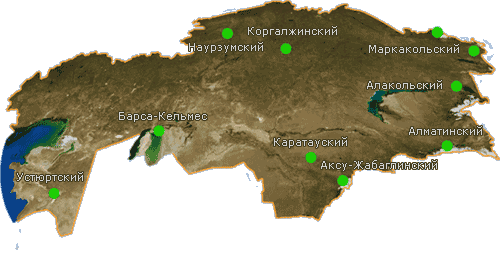 Коргалжинский
Наурзумский
Маркакольский
Алакольский
Барса-Кельмес
Алматинский
Каратауский
Аксу-Жабаглинский
Устюртский